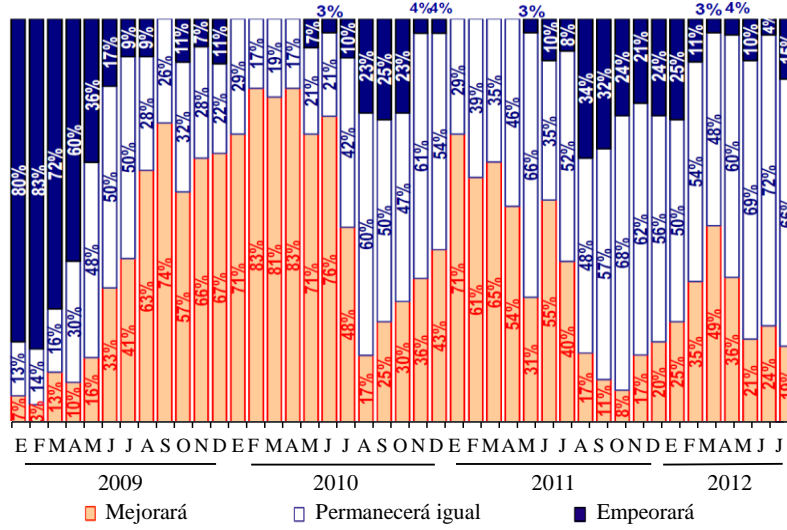 3% 4% 4% 3% 3% 4%
80% 83% 72% 60% 36% 17% 9% 9% 11% 7% 11% 7% 10% 23% 25% 23% 10% 8% 34% 32% 24% 21% 24% 25% 11% 10% 4% 15%
13% 14% 16% 30% 48% 50% 50% 28% 26% 32% 28% 22% 29% 17% 19% 17% 21% 21% 42% 60% 50% 47% 61% 54% 29% 39% 35% 46% 66% 35% 52% 48% 57% 68% 62% 56% 50% 54% 48% 60% 69% 72% 66%
7% 3% 13% 10% 16% 33% 41% 63% 74% 57% 66% 67% 71% 83% 81% 83% 71% 76% 48% 17% 25% 30% 36% 43% 71% 61% 65% 54% 31% 55% 40% 17% 11% 8% 17% 20% 25% 35% 49% 36% 21% 24% 19%
E F M A M J J A S O N D E F M A M J J A S O N D E F M A M J J A S O N D E F M A M J J
2009 2010 2011 2012
Mejorará Permanecerá igual Empeorará